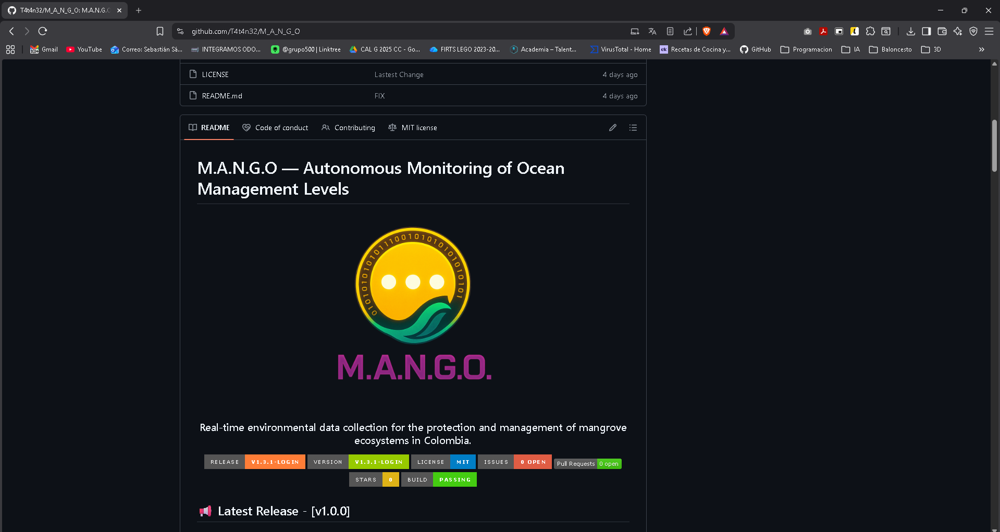 T4t4n32/M_A_N_G_O: M.A.N.G.O
github.com/T4t4n32/M_A_N_G_O
Gmail
YouTube
Correo: Sebastián Sá...
INTEGRAMOS ODO...
@grupo500 | Linktree
CAL G 2025 CC - Go...
FIRTS LEGO 2023-20...
Academia – Talent...
VirusTotal - Home
Recetas de Cocina y...
GitHub
Programacion
IA
Baloncesto
3D
LICENSE Lastest Change 4 days ago
README.md FIX 4 days ago
README Code of conduct Contributing MIT license
M.A.N.G.O — Autonomous Monitoring of Ocean
Management Levels
M.A.N.G.O.
Real-time environmental data collection for the protection and management of mangrove
ecosystems in Colombia.
RELEASE V1.3.1-LOGIN VERSION V1.3.1-LOGIN LICENSE MIT ISSUES 0 OPEN Pull Requests 0 open
STARS 0 BUILD PASSING
Latest Release - [v1.0.0]